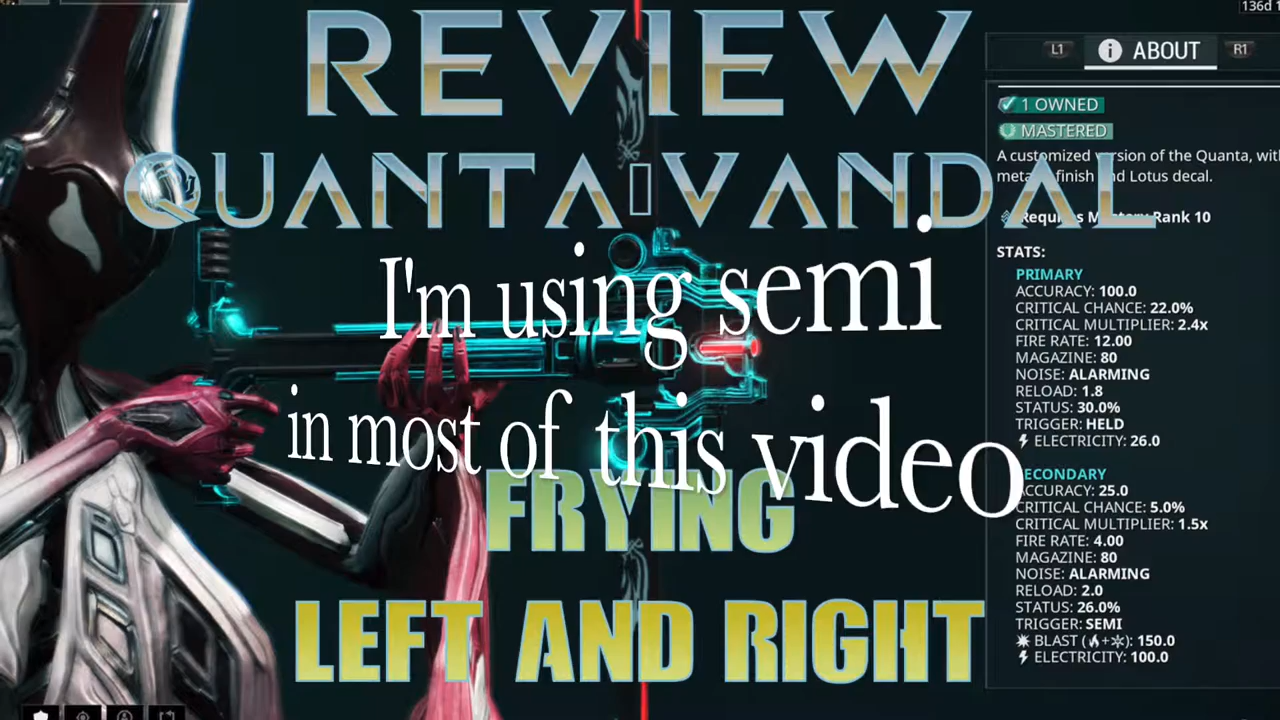 136d
REVIEW
QUANTA VANDAL
I'm using semi
in most of this video
FRYING
LEFT AND RIGHT
L1 ABOUT R1
1 OWNED
MASTERED
A customized version of the Quanta, with
finish and Lotus decal.
Requires Mastery Rank 10
STATS:
PRIMARY
ACCURACY: 100.0
CRITICAL CHANCE: 22.0%
CRITICAL MULTIPLIER: 2.4x
FIRE RATE: 12.00
MAGAZINE: 80
NOISE: ALARMING
RELOAD: 1.8
STATUS: 30.0%
TRIGGER: HELD
ELECTRICITY: 26.0
SECONDARY
ACCURACY: 25.0
CRITICAL CHANCE: 5.0%
CRITICAL MULTIPLIER: 1.5x
FIRE RATE: 4.00
MAGAZINE: 80
NOISE: ALARMING
RELOAD: 2.0
STATUS: 26.0%
TRIGGER: SEMI
BLAST ( + ): 150.0
ELECTRICITY: 100.0